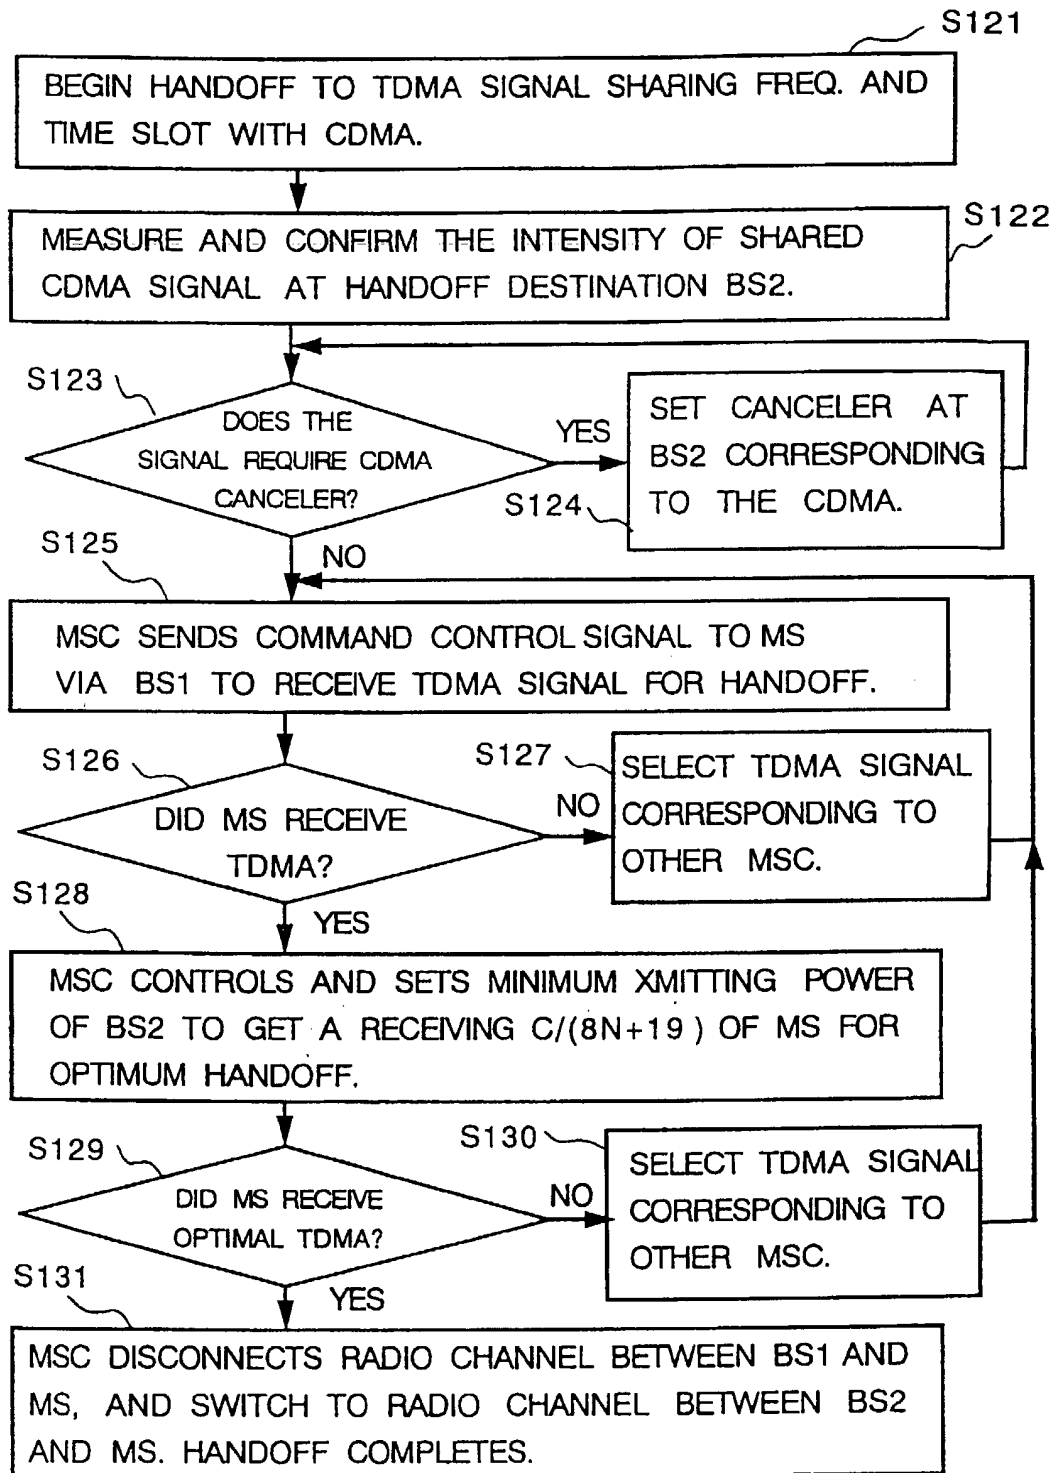 S121
BEGIN HANDOFF TO TDMA SIGNAL SHARING FREQ. AND
TIME SLOT WITH CDMA.
S122
MEASURE AND CONFIRM THE INTENSITY OF SHARED
CDMA SIGNAL AT HANDOFF DESTINATION BS2.
S123
DOES THE
SIGNAL REQUIRE CDMA
CANCELER?
YES
S124
SET CANCELER AT
BS2 CORRESPONDING
TO THE CDMA.
NO
S125
MSC SENDS COMMAND CONTROL SIGNAL TO MS
VIA BS1 TO RECEIVE TDMA SIGNAL FOR HANDOFF.
S126
DID MS RECEIVE
TDMA?
NO
S127
SELECT TDMA SIGNAL
CORRESPONDING TO
OTHER MSC.
YES
S128
MSC CONTROLS AND SETS MINIMUM XMITTING POWER
OF BS2 TO GET A RECEIVING C/(8N+19) OF MS FOR
OPTIMUM HANDOFF.
S129
DID MS RECEIVE
OPTIMAL TDMA?
NO
S130
SELECT TDMA SIGNAL
CORRESPONDING TO
OTHER MSC.
YES
S131
MSC DISCONNECTS RADIO CHANNEL BETWEEN BS1 AND
MS, AND SWITCH TO RADIO CHANNEL BETWEEN BS2
AND MS. HANDOFF COMPLETES.